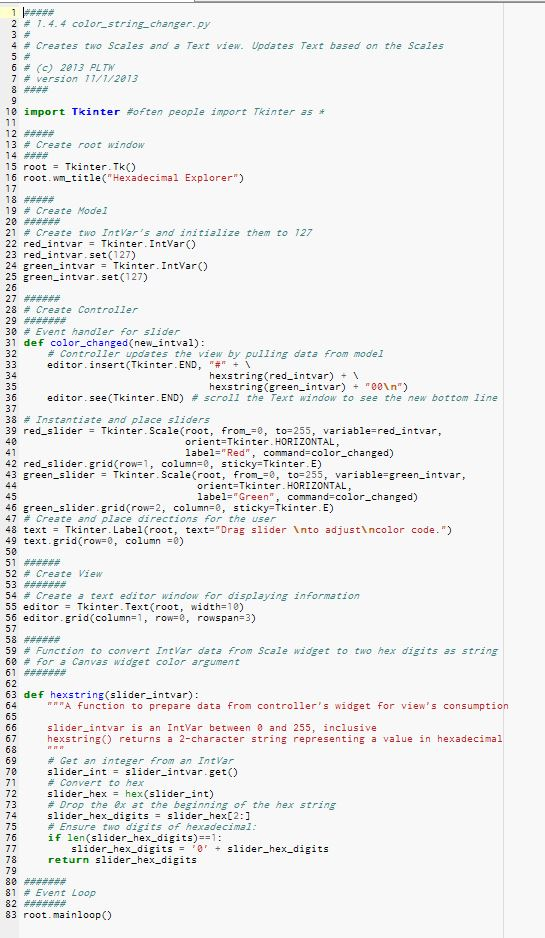 1 #####
2 # 1.4.4 color_string_changer.py
3 #
4 # Creates two Scales and a Text view. Updates Text based on the Scales
5 #
6 # (c) 2013 PLTW
7 # version 11/1/2013
8 ####
9
10 import Tkinter #often people import Tkinter as *
11
12 #####
13 # Create root window
14 ####
15 root = Tkinter.Tk()
16 root.wm_title("Hexadecimal Explorer")
17
18 #####
19 # Create Model
20 ######
21 # Create two IntVar's and initialize them to 127
22 red_intvar = Tkinter.IntVar()
23 red_intvar.set(127)
24 green_intvar = Tkinter.IntVar()
25 green_intvar.set(127)
26
27 ######
28 # Create Controller
29 #######
30 # Event handler for slider
31 def color_changed(new_intval):
32     # Controller updates the view by pulling data from model
33     editor.insert(Tkinter.END, "#" + \
34                                hexstring(red_intvar) + \
35                                hexstring(green_intvar) + "00\n")
36     editor.see(Tkinter.END) # scroll the Text window to see the new bottom line
37
38 # Instantiate and place sliders
39 red_slider = Tkinter.Scale(root, from_=0, to=255, variable=red_intvar,
40                            orient=Tkinter.HORIZONTAL,
41                            label="Red", command=color_changed)
42 red_slider.grid(row=1, column=0, sticky=Tkinter.E)
43 green_slider = Tkinter.Scale(root, from_=0, to=255, variable=green_intvar,
44                              orient=Tkinter.HORIZONTAL,
45                              label="Green", command=color_changed)
46 green_slider.grid(row=2, column=0, sticky=Tkinter.E)
47 # Create and place directions for the user
48 text = Tkinter.Label(root, text="Drag slider \nto adjust\ncolor code.")
49 text.grid(row=0, column =0)
50
51 ######
52 # Create View
53 #######
54 # Create a text editor window for displaying information
55 editor = Tkinter.Text(root, width=10)
56 editor.grid(column=1, row=0, rowspan=3)
57
58 ######
59 # Function to convert IntVar data from Scale widget to two hex digits as string
60 # for a Canvas widget color argument
61 #######
62
63 def hexstring(slider_intvar):
64     """A function to prepare data from controller's widget for view's consumption
65
66     slider_intvar is an IntVar between 0 and 255, inclusive
67     hexstring() returns a 2-character string representing a value in hexadecimal
68     """
69     # Get an integer from an IntVar
70     slider_int = slider_intvar.get()
71     # Convert to hex
72     slider_hex = hex(slider_int)
73     # Drop the 0x at the beginning of the hex string
74     slider_hex_digits = slider_hex[2:]
75     # Ensure two digits of hexadecimal:
76     if len(slider_hex_digits)==1:
77         slider_hex_digits = '0' + slider_hex_digits
78     return slider_hex_digits
79
80 #######
81 # Event Loop
82 #######
83 root.mainloop()